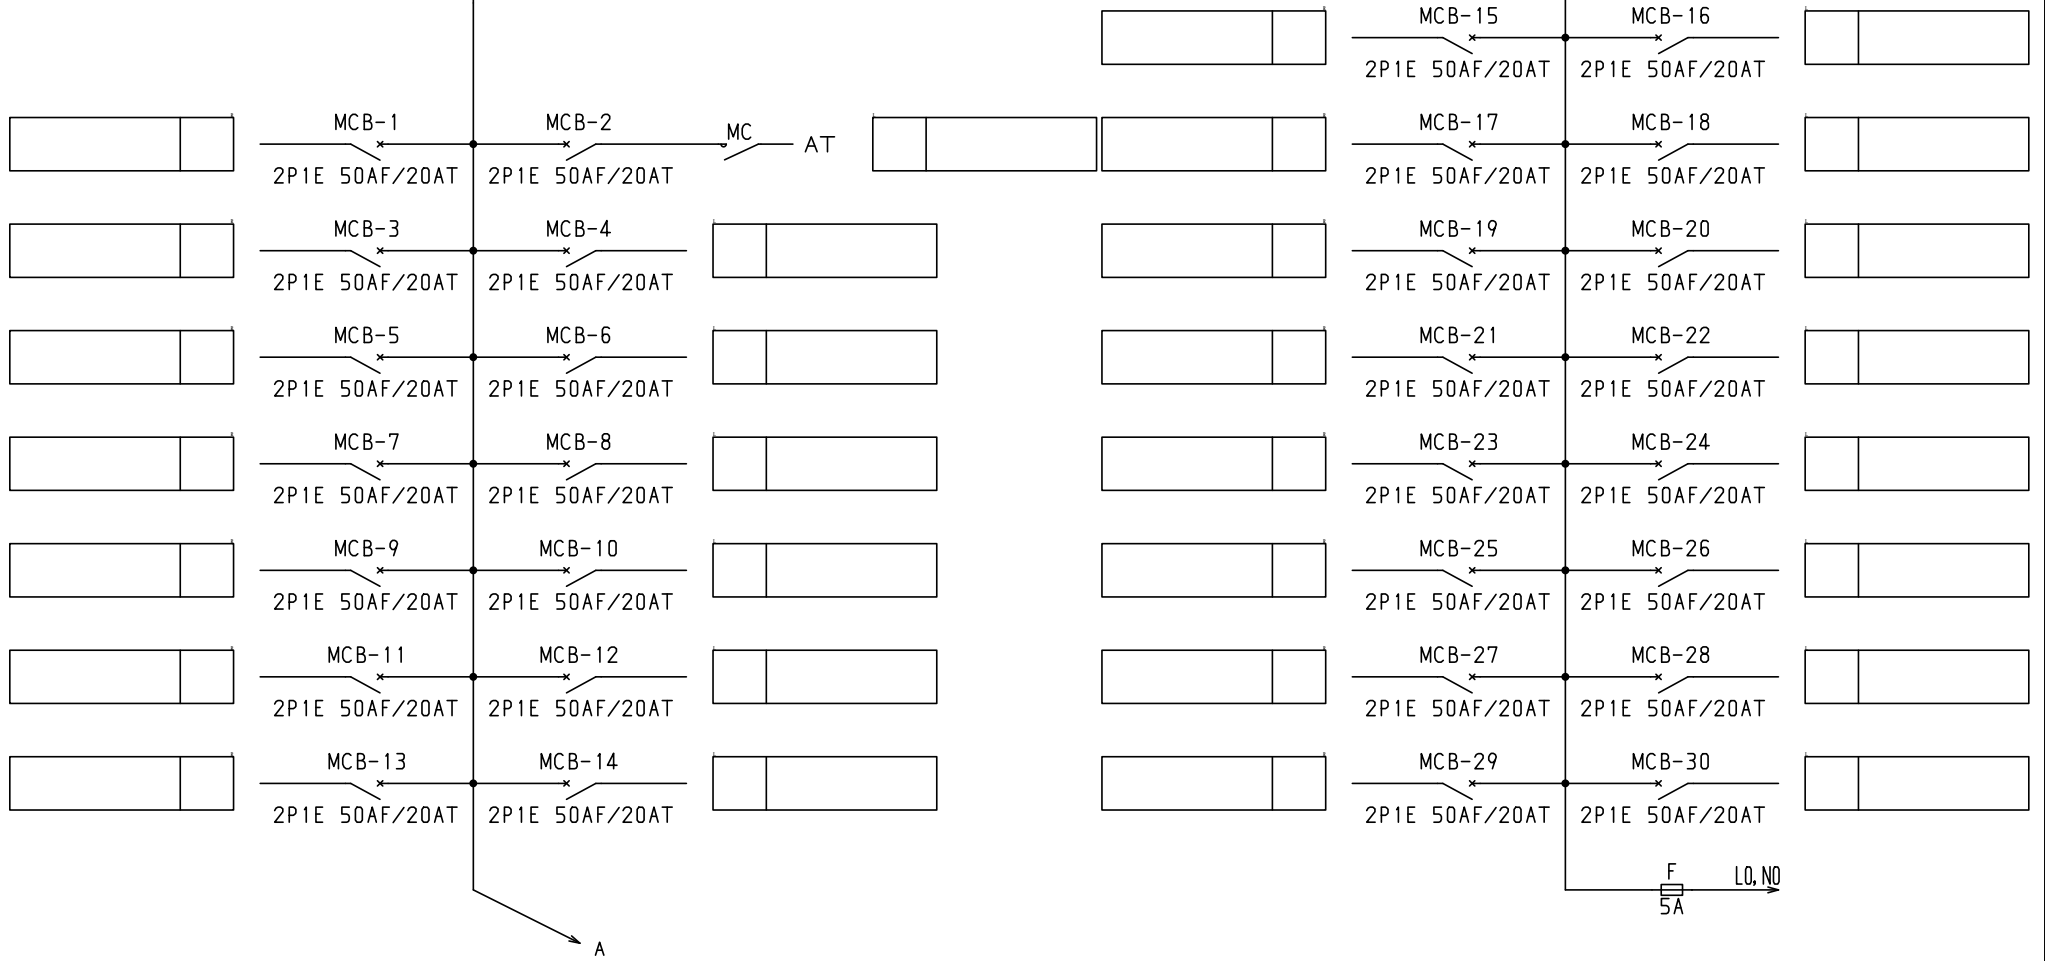 MCB-1 MCB-2 MC AT
2P1E 50AF/20AT 2P1E 50AF/20AT
MCB-3 MCB-4
2P1E 50AF/20AT 2P1E 50AF/20AT
MCB-5 MCB-6
2P1E 50AF/20AT 2P1E 50AF/20AT
MCB-7 MCB-8
2P1E 50AF/20AT 2P1E 50AF/20AT
MCB-9 MCB-10
2P1E 50AF/20AT 2P1E 50AF/20AT
MCB-11 MCB-12
2P1E 50AF/20AT 2P1E 50AF/20AT
MCB-13 MCB-14
2P1E 50AF/20AT 2P1E 50AF/20AT
A
MCB-15 MCB-16
2P1E 50AF/20AT 2P1E 50AF/20AT
MCB-17 MCB-18
2P1E 50AF/20AT 2P1E 50AF/20AT
MCB-19 MCB-20
2P1E 50AF/20AT 2P1E 50AF/20AT
MCB-21 MCB-22
2P1E 50AF/20AT 2P1E 50AF/20AT
MCB-23 MCB-24
2P1E 50AF/20AT 2P1E 50AF/20AT
MCB-25 MCB-26
2P1E 50AF/20AT 2P1E 50AF/20AT
MCB-27 MCB-28
2P1E 50AF/20AT 2P1E 50AF/20AT
MCB-29 MCB-30
2P1E 50AF/20AT 2P1E 50AF/20AT
F L0,N0
5A